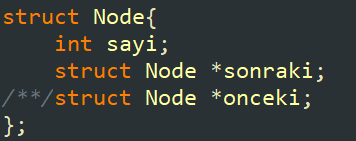 struct Node{
    int sayi;
    struct Node *sonraki;
/**/struct Node *onceki;
};